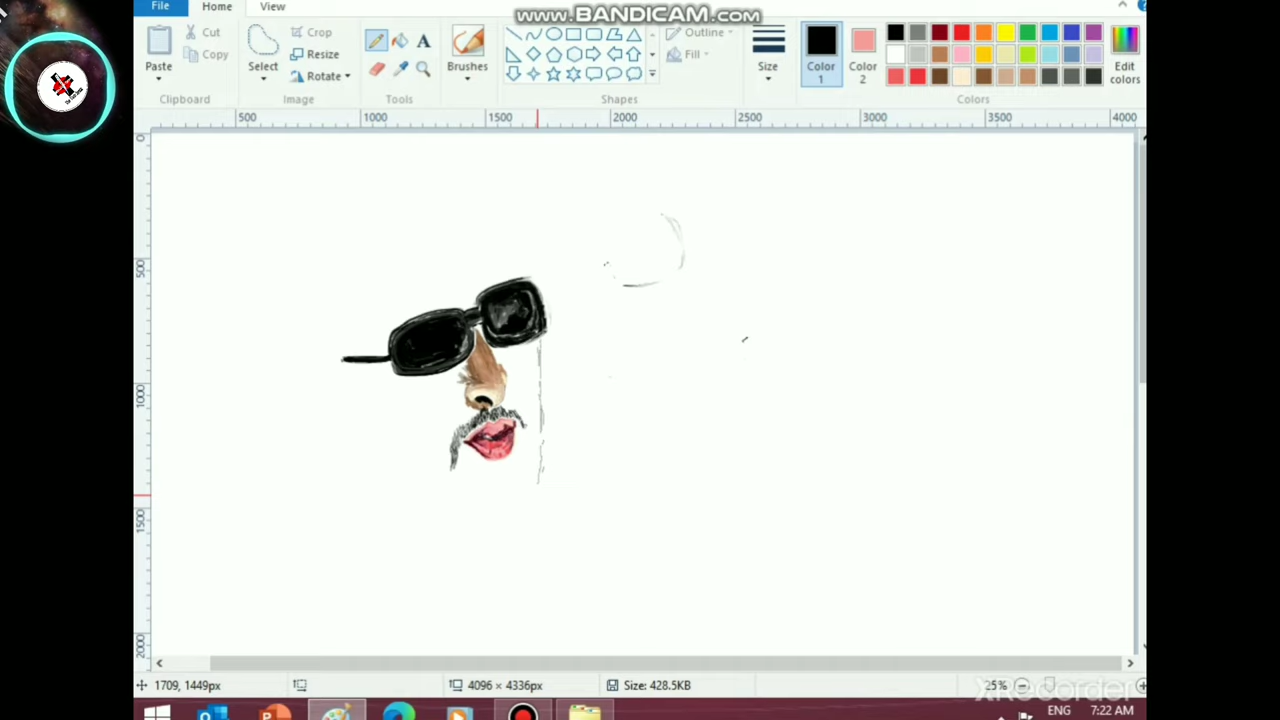 www.BANDICAM.com
File
Home
View
Paste
Cut
Copy
Clipboard
Select
Crop
Resize
Rotate
Image
A
Tools
Brushes
Shapes
Outline
Fill
Size
Color 1
Color 2
Edit colors
Colors
500
1000
1500
2000
2500
3000
3500
4000
0
500
1000
1500
2000
1709, 1449px
4096 × 4336px
Size: 428.5KB
25%
XRecorder
ENG
7:22 AM